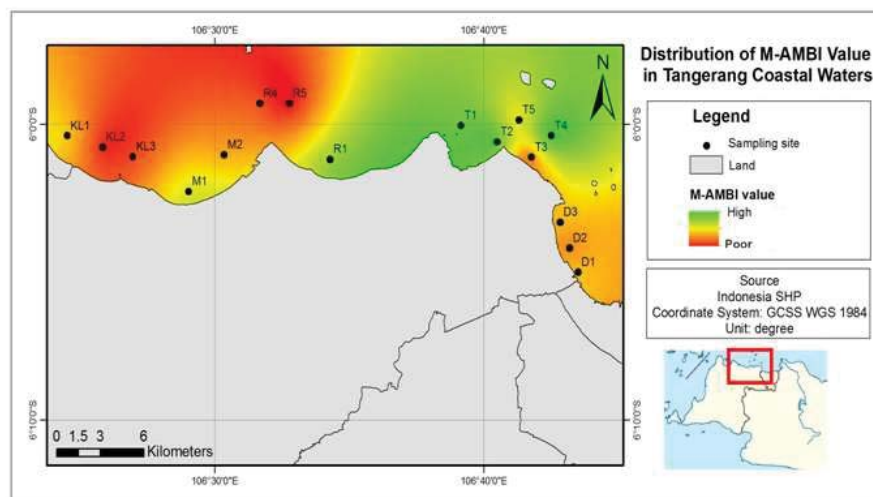 106°30'0"E
106°40'0"E
Distribution of M-AMBI Value
in Tangerang Coastal Waters
N
R4
R5
T1
T5
T4
6°0'0"S
6°0'0"S
KL1
KL2
KL3
M2
R1
T2
T3
M1
D3
D2
D1
Legend
Sampling site
Land
M-AMBI value
High
Poor
Source
Indonesia SHP
Coordinate System: GCSS WGS 1984
Unit: degree
6°10'0"S
6°10'0"S
0 1.5 3 6
Kilometers
106°30'0"E
106°40'0"E